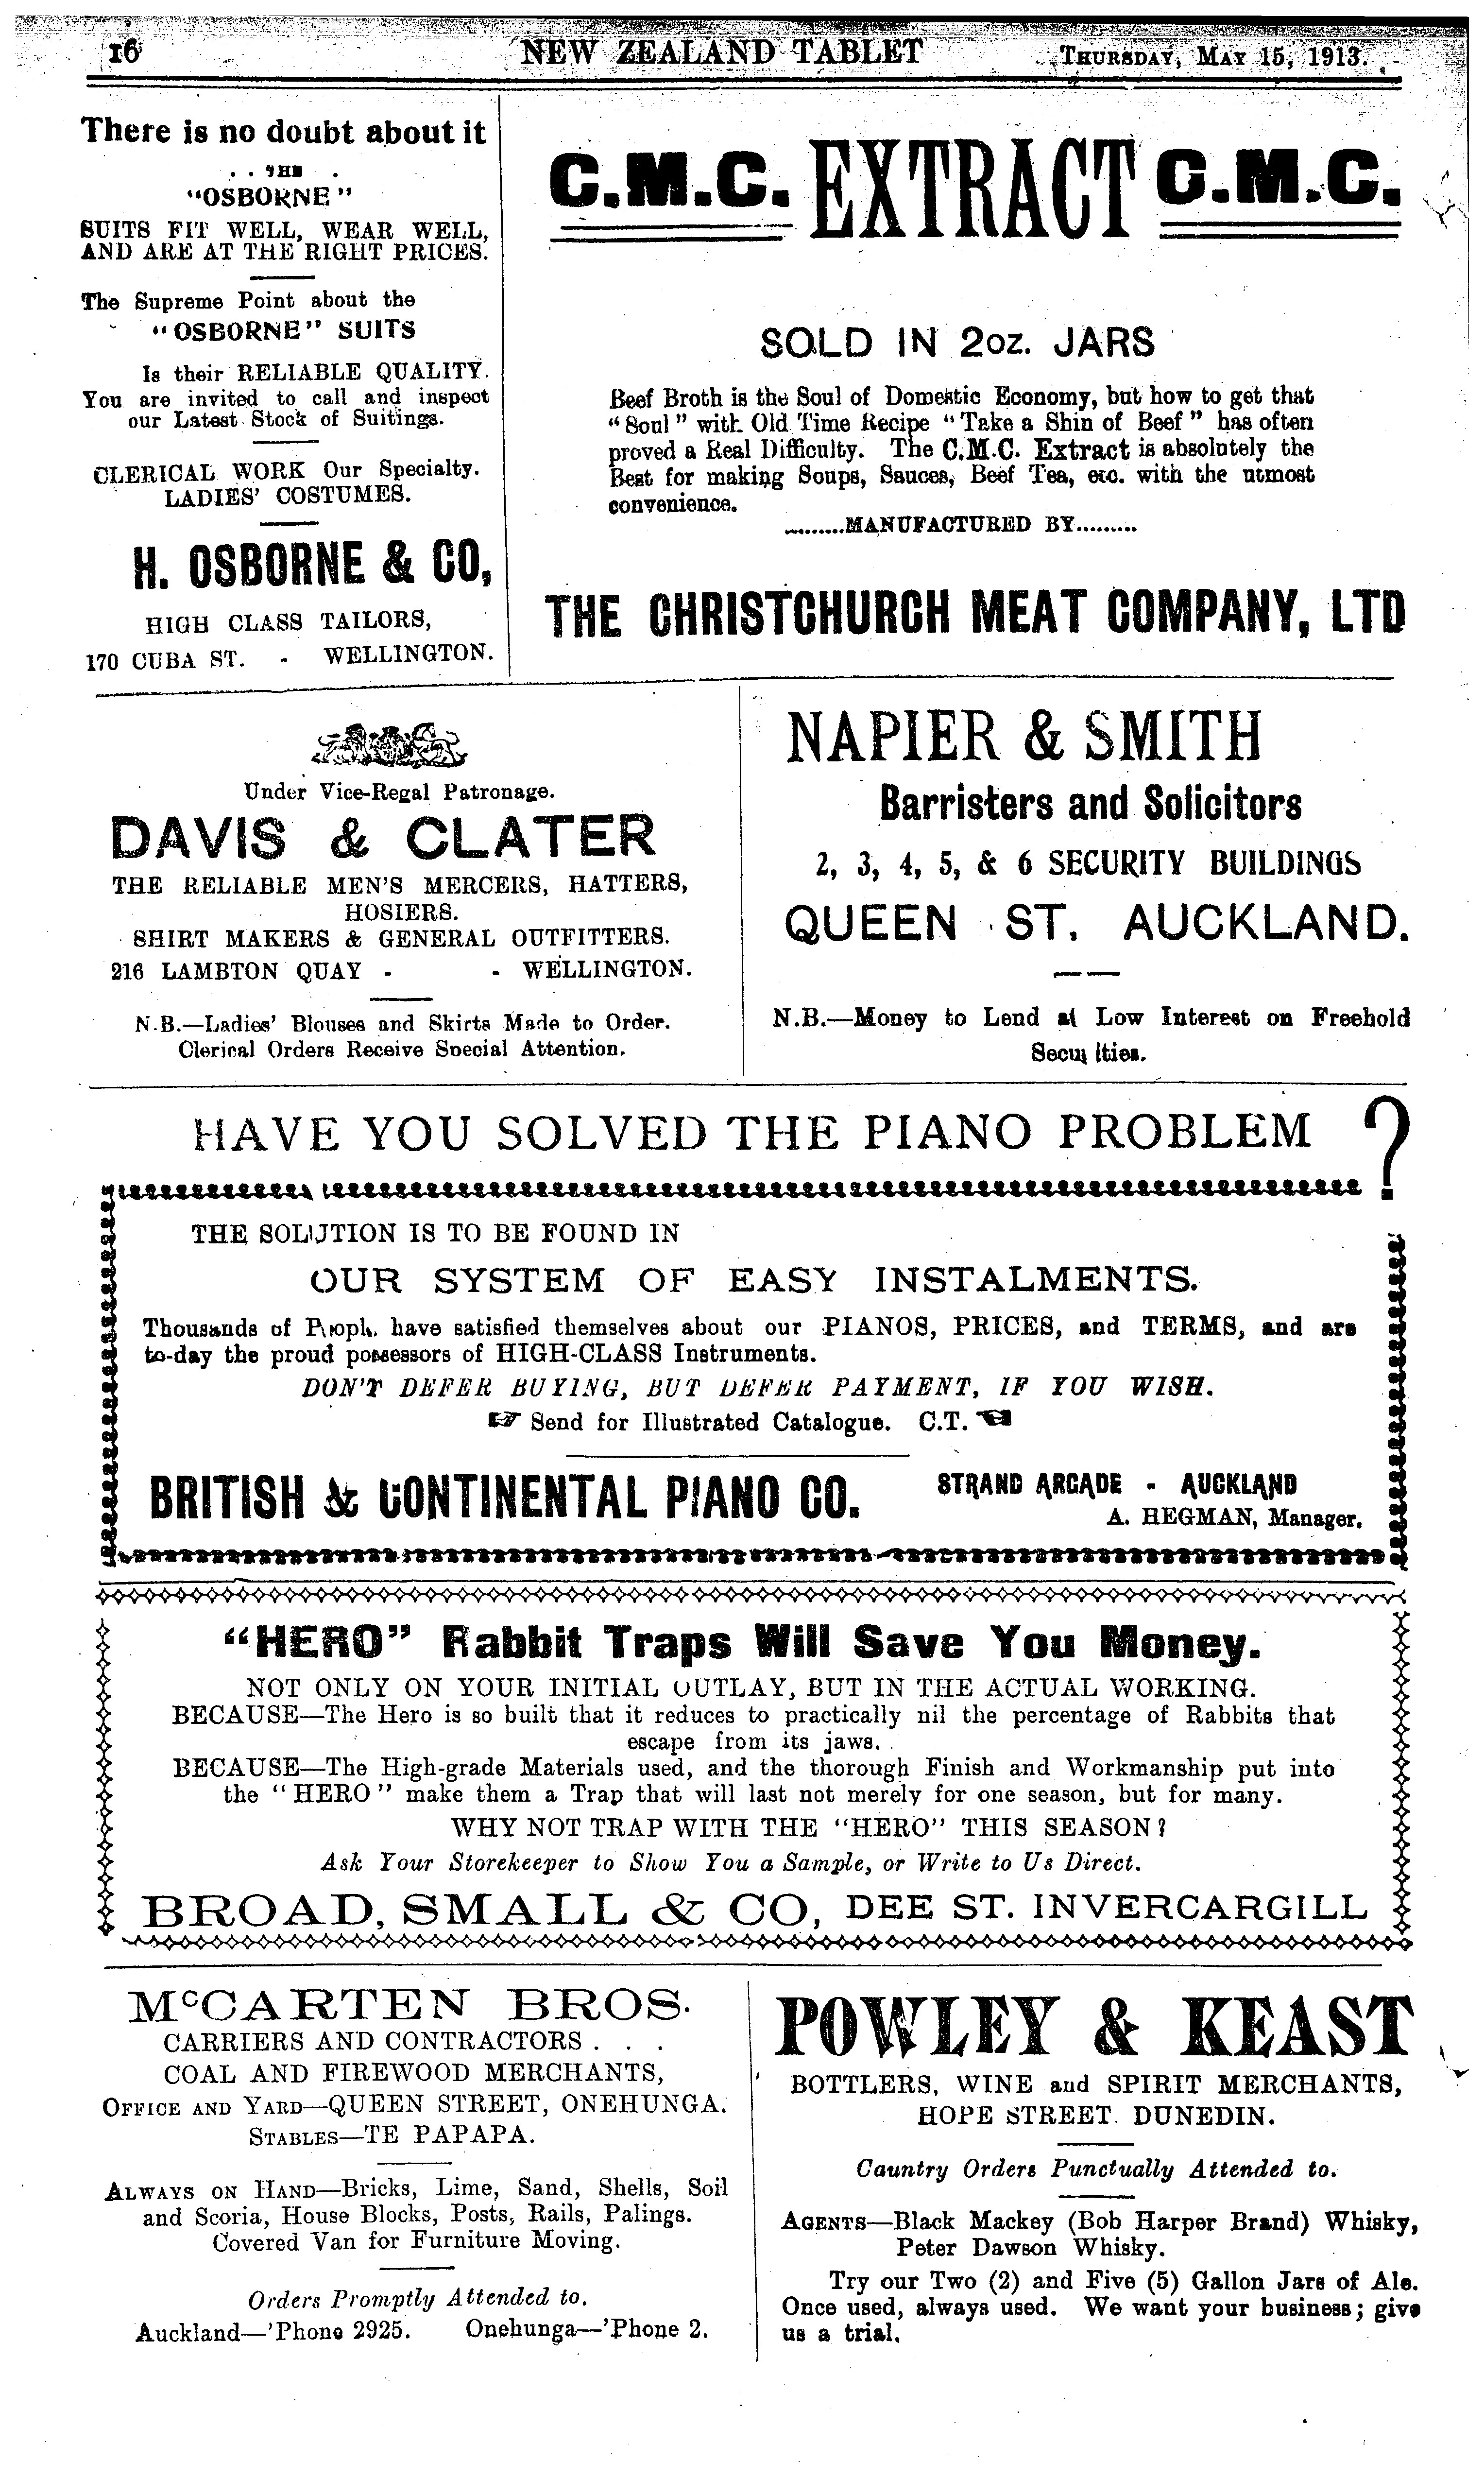 16
NEW ZEALAND TABLET
THURSDAY, MAY 15, 1913.
There is no doubt about it
. . THE .
"OSBORNE"
SUITS FIT WELL, WEAR WELL,
AND ARE AT THE RIGHT PRICES.
The Supreme Point about the
"OSBORNE" SUITS
Is their RELIABLE QUALITY.
You are invited to call and inspect
our Latest Stock of Suitings.
CLERICAL WORK Our Specialty.
LADIES' COSTUMES.
H. OSBORNE & CO,
HIGH CLASS TAILORS,
170 CUBA ST. - WELLINGTON.
C.M.C. EXTRACT C.M.C.
SOLD IN 2oz. JARS
Beef Broth is the Soul of Domestic Economy, but how to get that
"Soul" with Old Time Recipe "Take a Shin of Beef" has often
proved a Real Difficulty. The C.M.C. Extract is absolutely the
Best for making Soups, Sauces, Beef Tea, etc. with the utmost
convenience.
.........MANUFACTURED BY.........
THE CHRISTCHURCH MEAT COMPANY, LTD
Under Vice-Regal Patronage.
DAVIS & CLATER
THE RELIABLE MEN'S MERCERS, HATTERS,
HOSIERS.
SHIRT MAKERS & GENERAL OUTFITTERS.
216 LAMBTON QUAY - - WELLINGTON.
N.B.—Ladies' Blouses and Skirts Made to Order.
Clerical Orders Receive Special Attention.
NAPIER & SMITH
Barristers and Solicitors
2, 3, 4, 5, & 6 SECURITY BUILDINGS
QUEEN ST. AUCKLAND.
N.B.—Money to Lend at Low Interest on Freehold
Securities.
HAVE YOU SOLVED THE PIANO PROBLEM ?
THE SOLUTION IS TO BE FOUND IN
OUR SYSTEM OF EASY INSTALMENTS.
Thousands of People have satisfied themselves about our PIANOS, PRICES, and TERMS, and are
to-day the proud possessors of HIGH-CLASS Instruments.
DON'T DEFER BUYING, BUT DEFER PAYMENT, IF YOU WISH.
☞ Send for Illustrated Catalogue. C.T. ☜
BRITISH & CONTINENTAL PIANO CO.
STRAND ARCADE - AUCKLAND
A. HEGMAN, Manager.
"HERO" Rabbit Traps Will Save You Money.
NOT ONLY ON YOUR INITIAL OUTLAY, BUT IN THE ACTUAL WORKING.
BECAUSE—The Hero is so built that it reduces to practically nil the percentage of Rabbits that
escape from its jaws.
BECAUSE—The High-grade Materials used, and the thorough Finish and Workmanship put into
the "HERO" make them a Trap that will last not merely for one season, but for many.
WHY NOT TRAP WITH THE "HERO" THIS SEASON?
Ask Your Storekeeper to Show You a Sample, or Write to Us Direct.
BROAD, SMALL & CO, DEE ST. INVERCARGILL
McCARTEN BROS.
CARRIERS AND CONTRACTORS . . .
COAL AND FIREWOOD MERCHANTS,
OFFICE AND YARD—QUEEN STREET, ONEHUNGA.
STABLES—TE PAPAPA.
ALWAYS ON HAND—Bricks, Lime, Sand, Shells, Soil
and Scoria, House Blocks, Posts, Rails, Palings.
Covered Van for Furniture Moving.
Orders Promptly Attended to.
Auckland—'Phone 2925. Onehunga—'Phone 2.
POWLEY & KEAST
BOTTLERS, WINE and SPIRIT MERCHANTS,
HOPE STREET. DUNEDIN.
Cauntry Orders Punctually Attended to.
AGENTS—Black Mackey (Bob Harper Brand) Whisky,
Peter Dawson Whisky.
Try our Two (2) and Five (5) Gallon Jars of Ale.
Once used, always used. We want your business; give
us a trial.